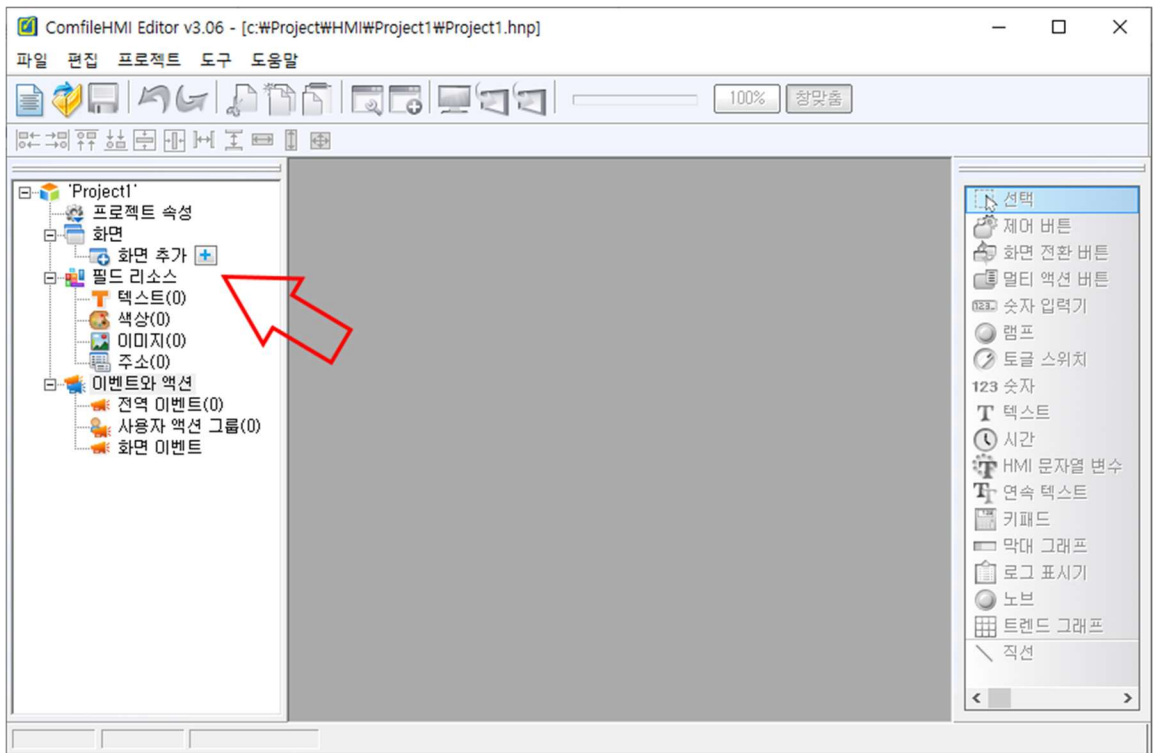 ComfileHMI Editor v3.06 - [c:₩Project₩HMI₩Project1₩Project1.hnp]
파일 편집 프로젝트 도구 도움말
100% 창맞춤
'Project1'
프로젝트 속성
화면
화면 추가
필드 리소스
텍스트(0)
색상(0)
이미지(0)
주소(0)
이벤트와 액션
전역 이벤트(0)
사용자 액션 그룹(0)
화면 이벤트
선택
제어 버튼
화면 전환 버튼
멀티 액션 버튼
숫자 입력기
램프
토글 스위치
123 숫자
T 텍스트
시간
HMI 문자열 변수
연속 텍스트
키패드
막대 그래프
로그 표시기
노브
트렌드 그래프
직선